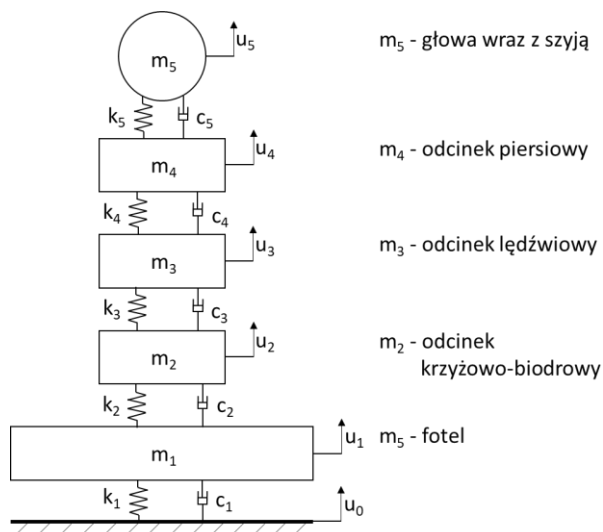 m₅ u₅ m₅ - głowa wraz z szyją
k₅ c₅
m₄ u₄ m₄ - odcinek piersiowy
k₄ c₄
m₃ u₃ m₃ - odcinek lędźwiowy
k₃ c₃
m₂ u₂ m₂ - odcinek
krzyżowo-biodrowy
k₂ c₂
m₁ u₁ m₅ - fotel
k₁ c₁ u₀